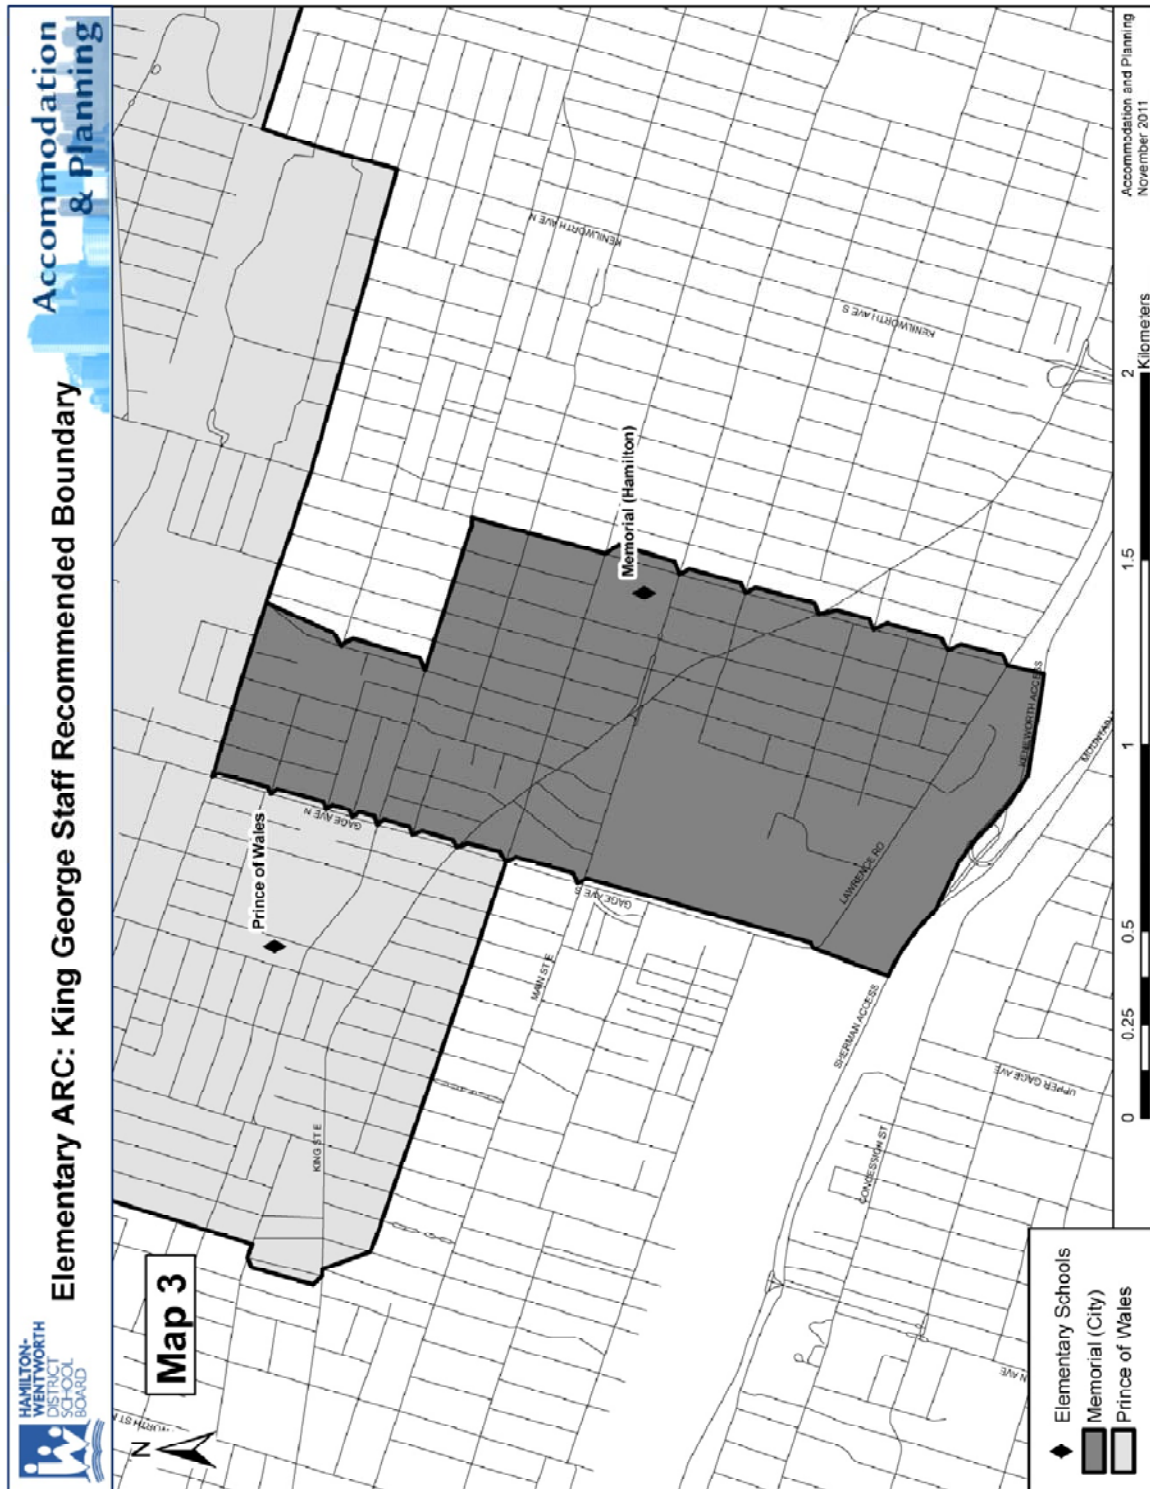 HAMILTON-
WENTWORTH
DISTRICT
SCHOOL
BOARD
Elementary ARC: King George Staff Recommended Boundary
Accommodation
& Planning
Map 3
N
KING ST E
Prince of Wales
GAGE AVE N
MAIN ST E
GAGE AVE S
Memorial (Hamilton)
KENILWORTH AVE N
KENILWORTH AVE S
LAWRENCE RD
SHERMAN ACCESS
KENILWORTH ACCESS
CONCESSION ST
UPPER GAGE AVE
MOUNTAIN
N AVE
Elementary Schools
Memorial (City)
Prince of Wales
0 0.25 0.5 1 1.5 2
Kilometers
Accommodation and Planning
November 2011